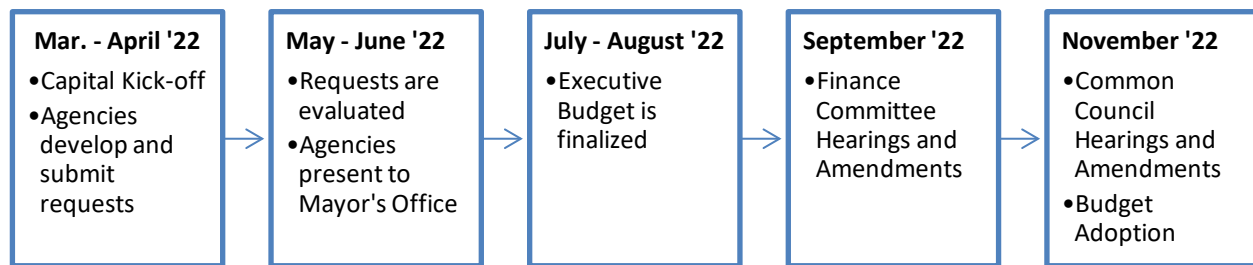 Mar. - April '22
•Capital Kick-off
•Agencies
develop and
submit
requests
May - June '22
•Requests are
evaluated
•Agencies
present to
Mayor's Office
July - August '22
•Executive
Budget is
finalized
September '22
•Finance
Committee
Hearings and
Amendments
November '22
•Common
Council
Hearings and
Amendments
•Budget
Adoption